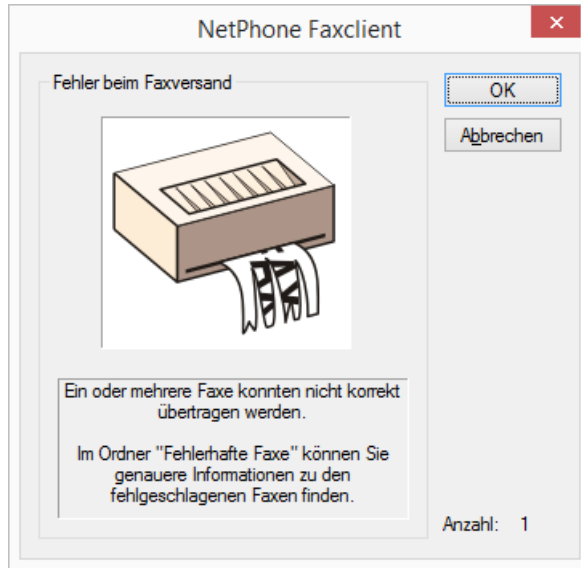 NetPhone Faxclient
Fehler beim Faxversand
OK
Abbrechen
FAX
Ein oder mehrere Faxe konnten nicht korrekt
übertragen werden.
Im Ordner "Fehlerhafte Faxe" können Sie
genauere Informationen zu den
fehlgeschlagenen Faxen finden.
Anzahl: 1